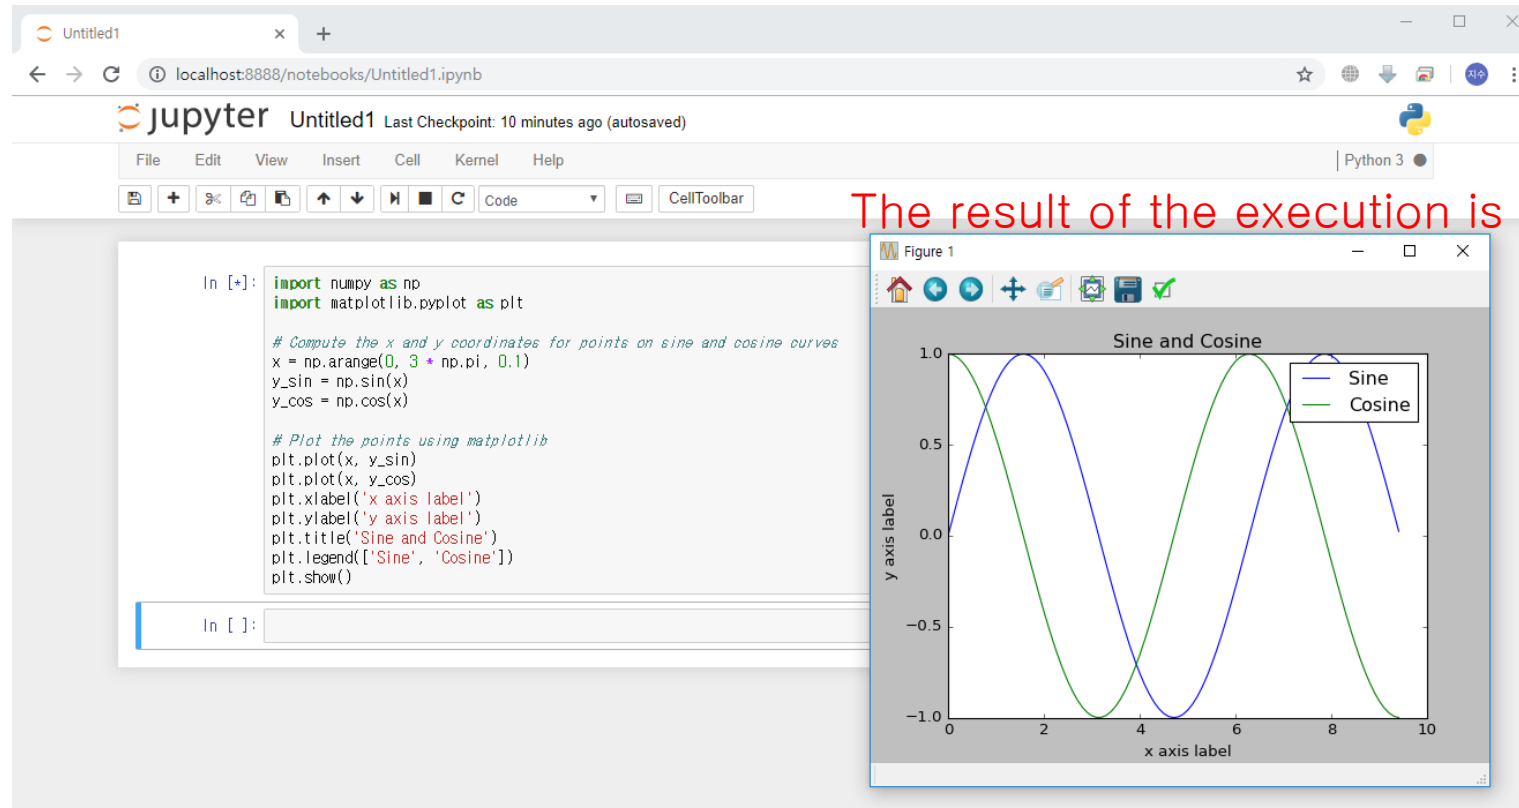 Untitled1
localhost:8888/notebooks/Untitled1.ipynb
지수
jupyter Untitled1 Last Checkpoint: 10 minutes ago (autosaved)
File Edit View Insert Cell Kernel Help Python 3
Code CellToolbar
The result of the execution is
In [*]:
import numpy as np
import matplotlib.pyplot as plt
# Compute the x and y coordinates for points on sine and cosine curves
x = np.arange(0, 3 * np.pi, 0.1)
y_sin = np.sin(x)
y_cos = np.cos(x)
# Plot the points using matplotlib
plt.plot(x, y_sin)
plt.plot(x, y_cos)
plt.xlabel('x axis label')
plt.ylabel('y axis label')
plt.title('Sine and Cosine')
plt.legend(['Sine', 'Cosine'])
plt.show()
In [ ]:
Figure 1
Sine and Cosine
Sine
Cosine
1.0
0.5
0.0
−0.5
−1.0
y axis label
0 2 4 6 8 10
x axis label